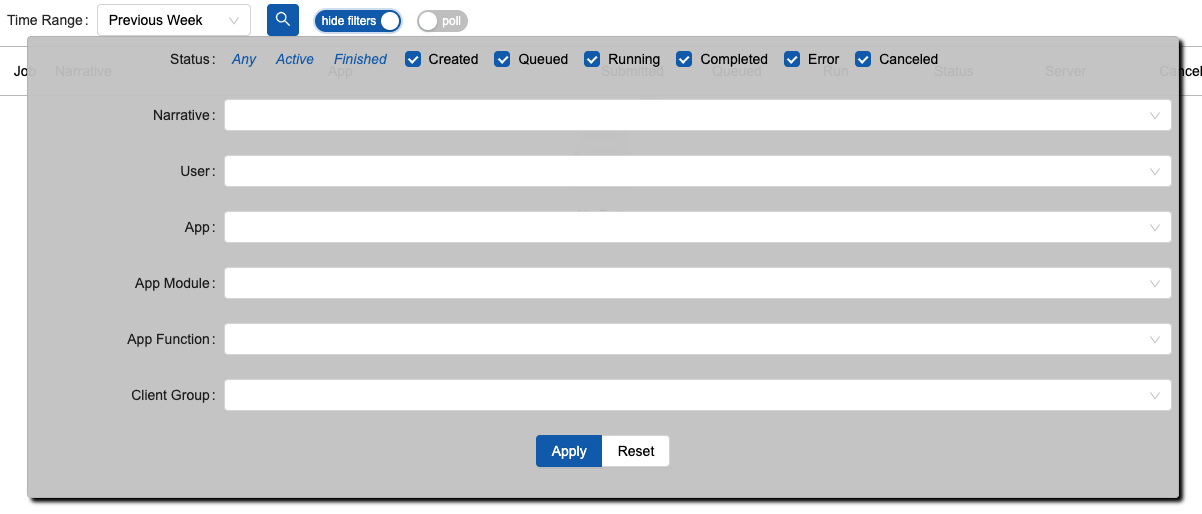 Time Range: Previous Week hide filters poll
Status: Any Active Finished Created Queued Running Completed Error Canceled
Job Narrative App Submitted Queued Run Status Server Cancel
Narrative:
User:
App:
App Module:
App Function:
Client Group:
Apply Reset